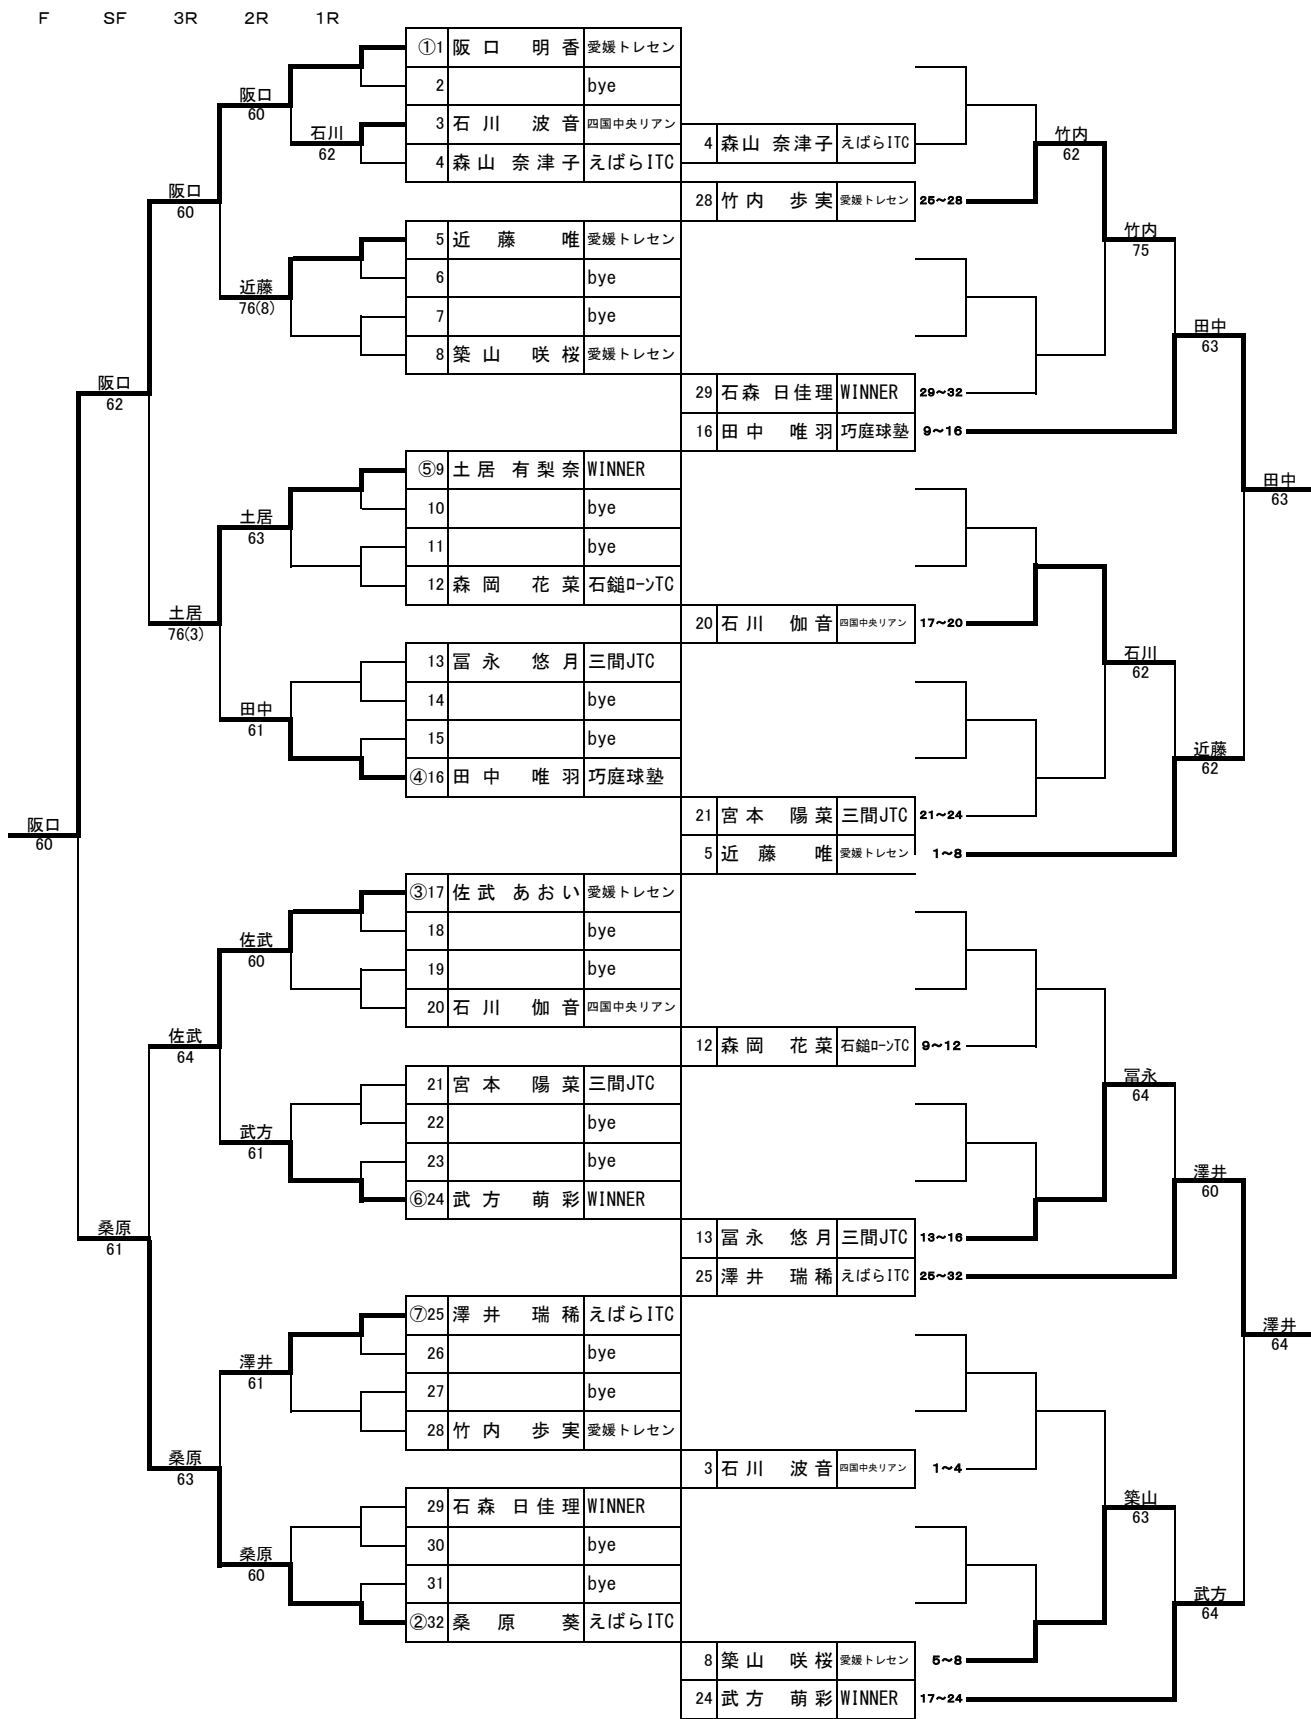 F SF 3R 2R 1R
①1 阪口 明香 愛媛トレセン
2 bye
阪口
60
3 石川 波音 四国中央リアン
石川
62
4 森山 奈津子 えばらITC
4 森山 奈津子 えばらITC
竹内
62
阪口
60
28 竹内 歩実 愛媛トレセン 25~28
5 近藤 唯 愛媛トレセン
竹内
75
6 bye
近藤
76(8)
7 bye
8 築山 咲桜 愛媛トレセン
田中
63
阪口
62
29 石森 日佳理 WINNER 29~32
16 田中 唯羽 巧庭球塾 9~16
⑤9 土居 有梨奈 WINNER
田中
63
10 bye
土居
63
11 bye
12 森岡 花菜 石鎚ローンTC
土居
76(3)
20 石川 伽音 四国中央リアン 17~20
13 冨永 悠月 三間JTC
石川
62
14 bye
田中
61
15 bye
④16 田中 唯羽 巧庭球塾
近藤
62
21 宮本 陽菜 三間JTC 21~24
阪口
60
5 近藤 唯 愛媛トレセン 1~8
③17 佐武 あおい 愛媛トレセン
18 bye
佐武
60
19 bye
20 石川 伽音 四国中央リアン
佐武
64
12 森岡 花菜 石鎚ローンTC 9~12
21 宮本 陽菜 三間JTC
冨永
64
22 bye
武方
61
23 bye
⑥24 武方 萌彩 WINNER
澤井
60
桑原
61
13 冨永 悠月 三間JTC 13~16
25 澤井 瑞稀 えばらITC 25~32
⑦25 澤井 瑞稀 えばらITC
澤井
64
26 bye
澤井
61
27 bye
28 竹内 歩実 愛媛トレセン
桑原
63
3 石川 波音 四国中央リアン 1~4
29 石森 日佳理 WINNER
築山
63
30 bye
桑原
60
31 bye
②32 桑原 葵 えばらITC
武方
64
8 築山 咲桜 愛媛トレセン 5~8
24 武方 萌彩 WINNER 17~24